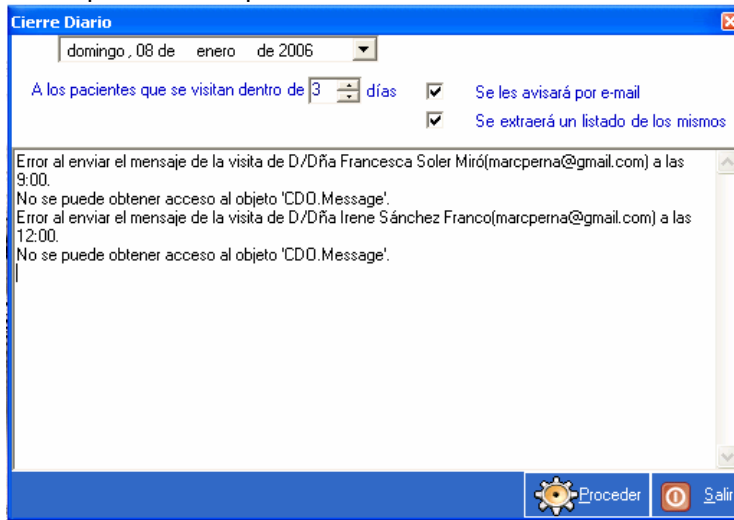 Cierre Diario
domingo , 08 de enero de 2006
A los pacientes que se visitan dentro de 3 días
Se les avisará por e-mail
Se extraerá un listado de los mismos
Error al enviar el mensaje de la visita de D/Dña Francesca Soler Miró(marcperna@gmail.com) a las
9:00.
No se puede obtener acceso al objeto 'CDO.Message'.
Error al enviar el mensaje de la visita de D/Dña Irene Sánchez Franco(marcperna@gmail.com) a las
12:00.
No se puede obtener acceso al objeto 'CDO.Message'.
Proceder
Salir